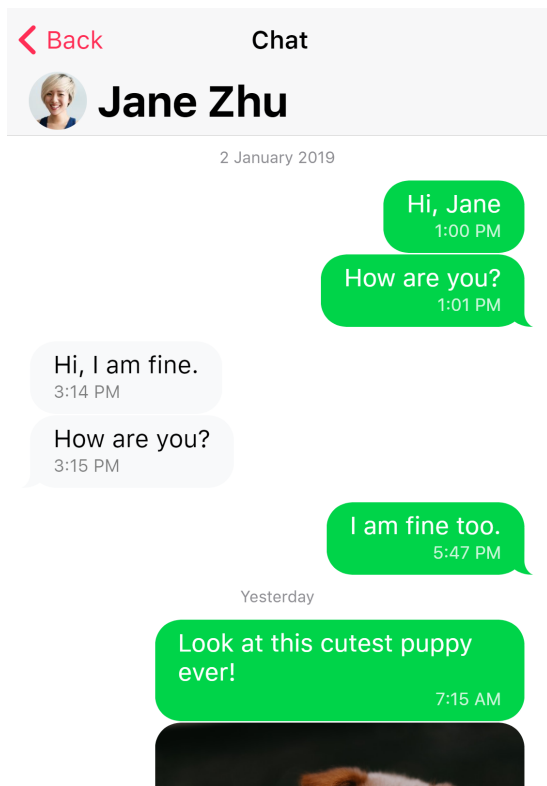 Back
Chat
Jane Zhu
2 January 2019
Hi, Jane
1:00 PM
How are you?
1:01 PM
Hi, I am fine.
3:14 PM
How are you?
3:15 PM
I am fine too.
5:47 PM
Yesterday
Look at this cutest puppy
ever!
7:15 AM